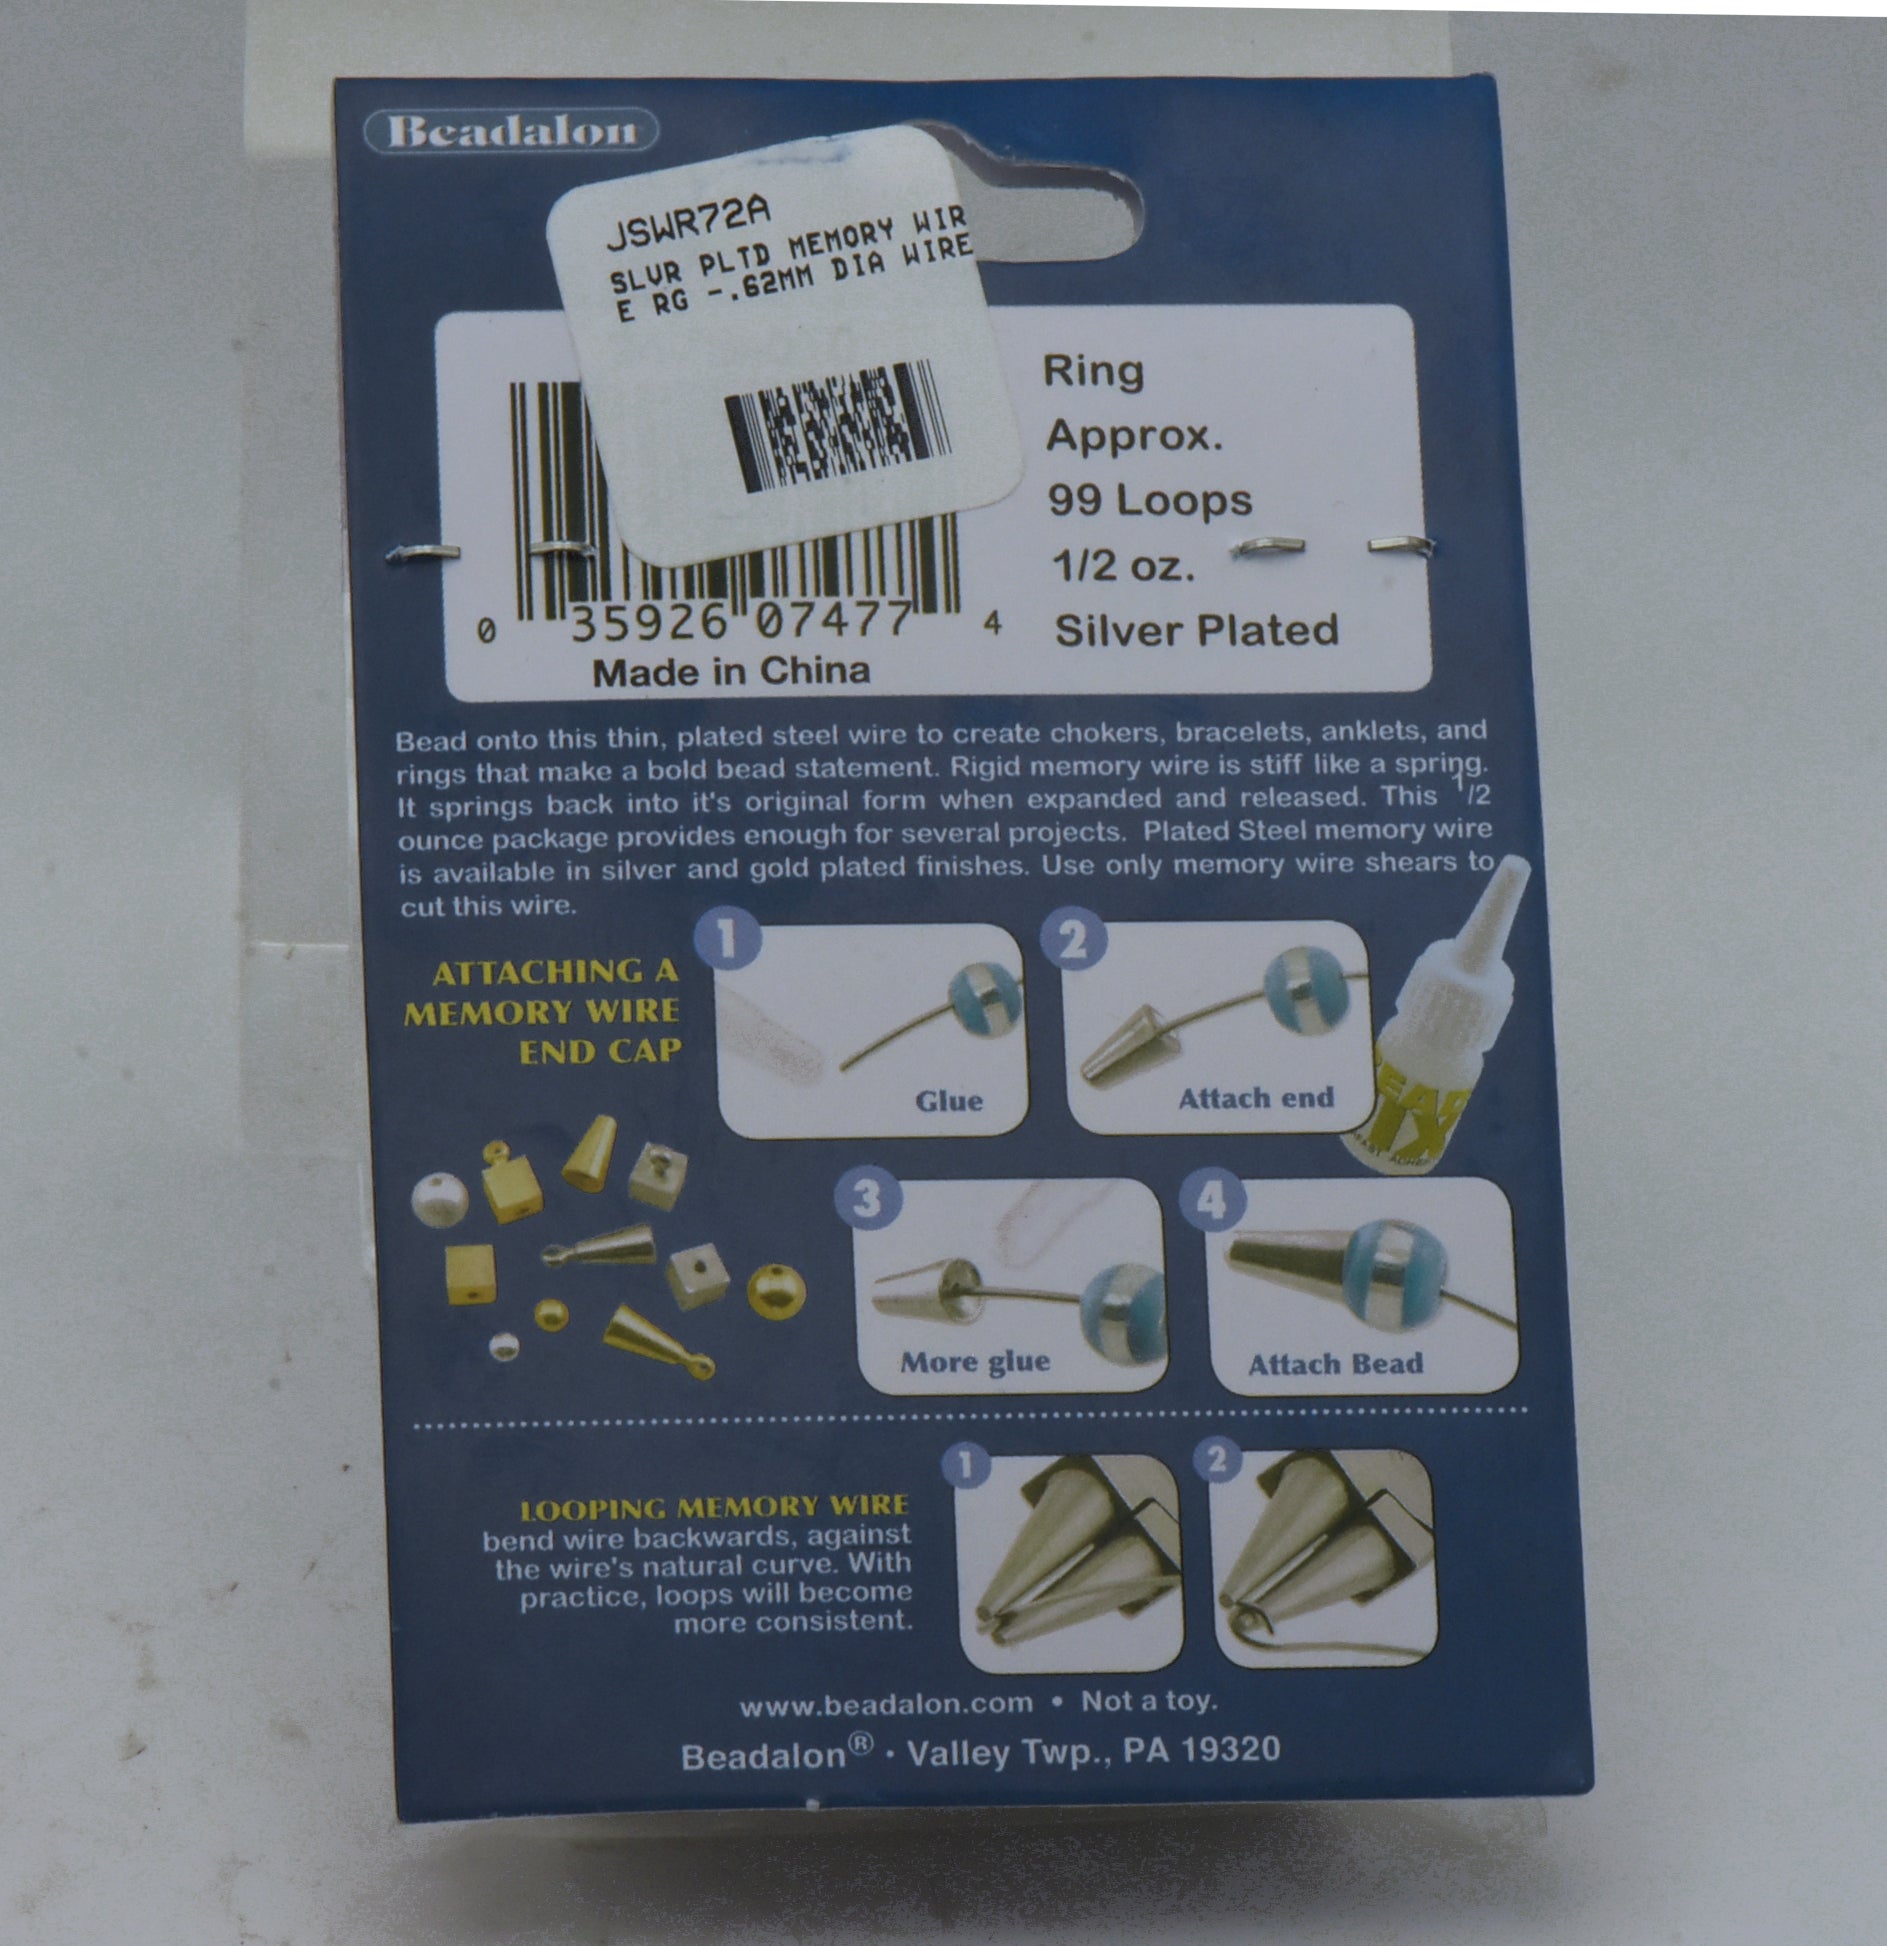 Beadalon
JSWR72A
SLVR PLTD MEMORY WIR
E RG -.62MM DIA WIRE
Ring
Approx.
99 Loops
1/2 oz.
Silver Plated
0 35926 07477 4
Made in China
Bead onto this thin, plated steel wire to create chokers, bracelets, anklets, and
rings that make a bold bead statement. Rigid memory wire is stiff like a spring.
It springs back into it's original form when expanded and released. This 1/2
ounce package provides enough for several projects. Plated Steel memory wire
is available in silver and gold plated finishes. Use only memory wire shears to
cut this wire.
ATTACHING A
MEMORY WIRE
END CAP
1
Glue
2
Attach end
3
More glue
4
Attach Bead
LOOPING MEMORY WIRE
bend wire backwards, against
the wire's natural curve. With
practice, loops will become
more consistent.
1
2
www.beadalon.com • Not a toy.
Beadalon® · Valley Twp., PA 19320